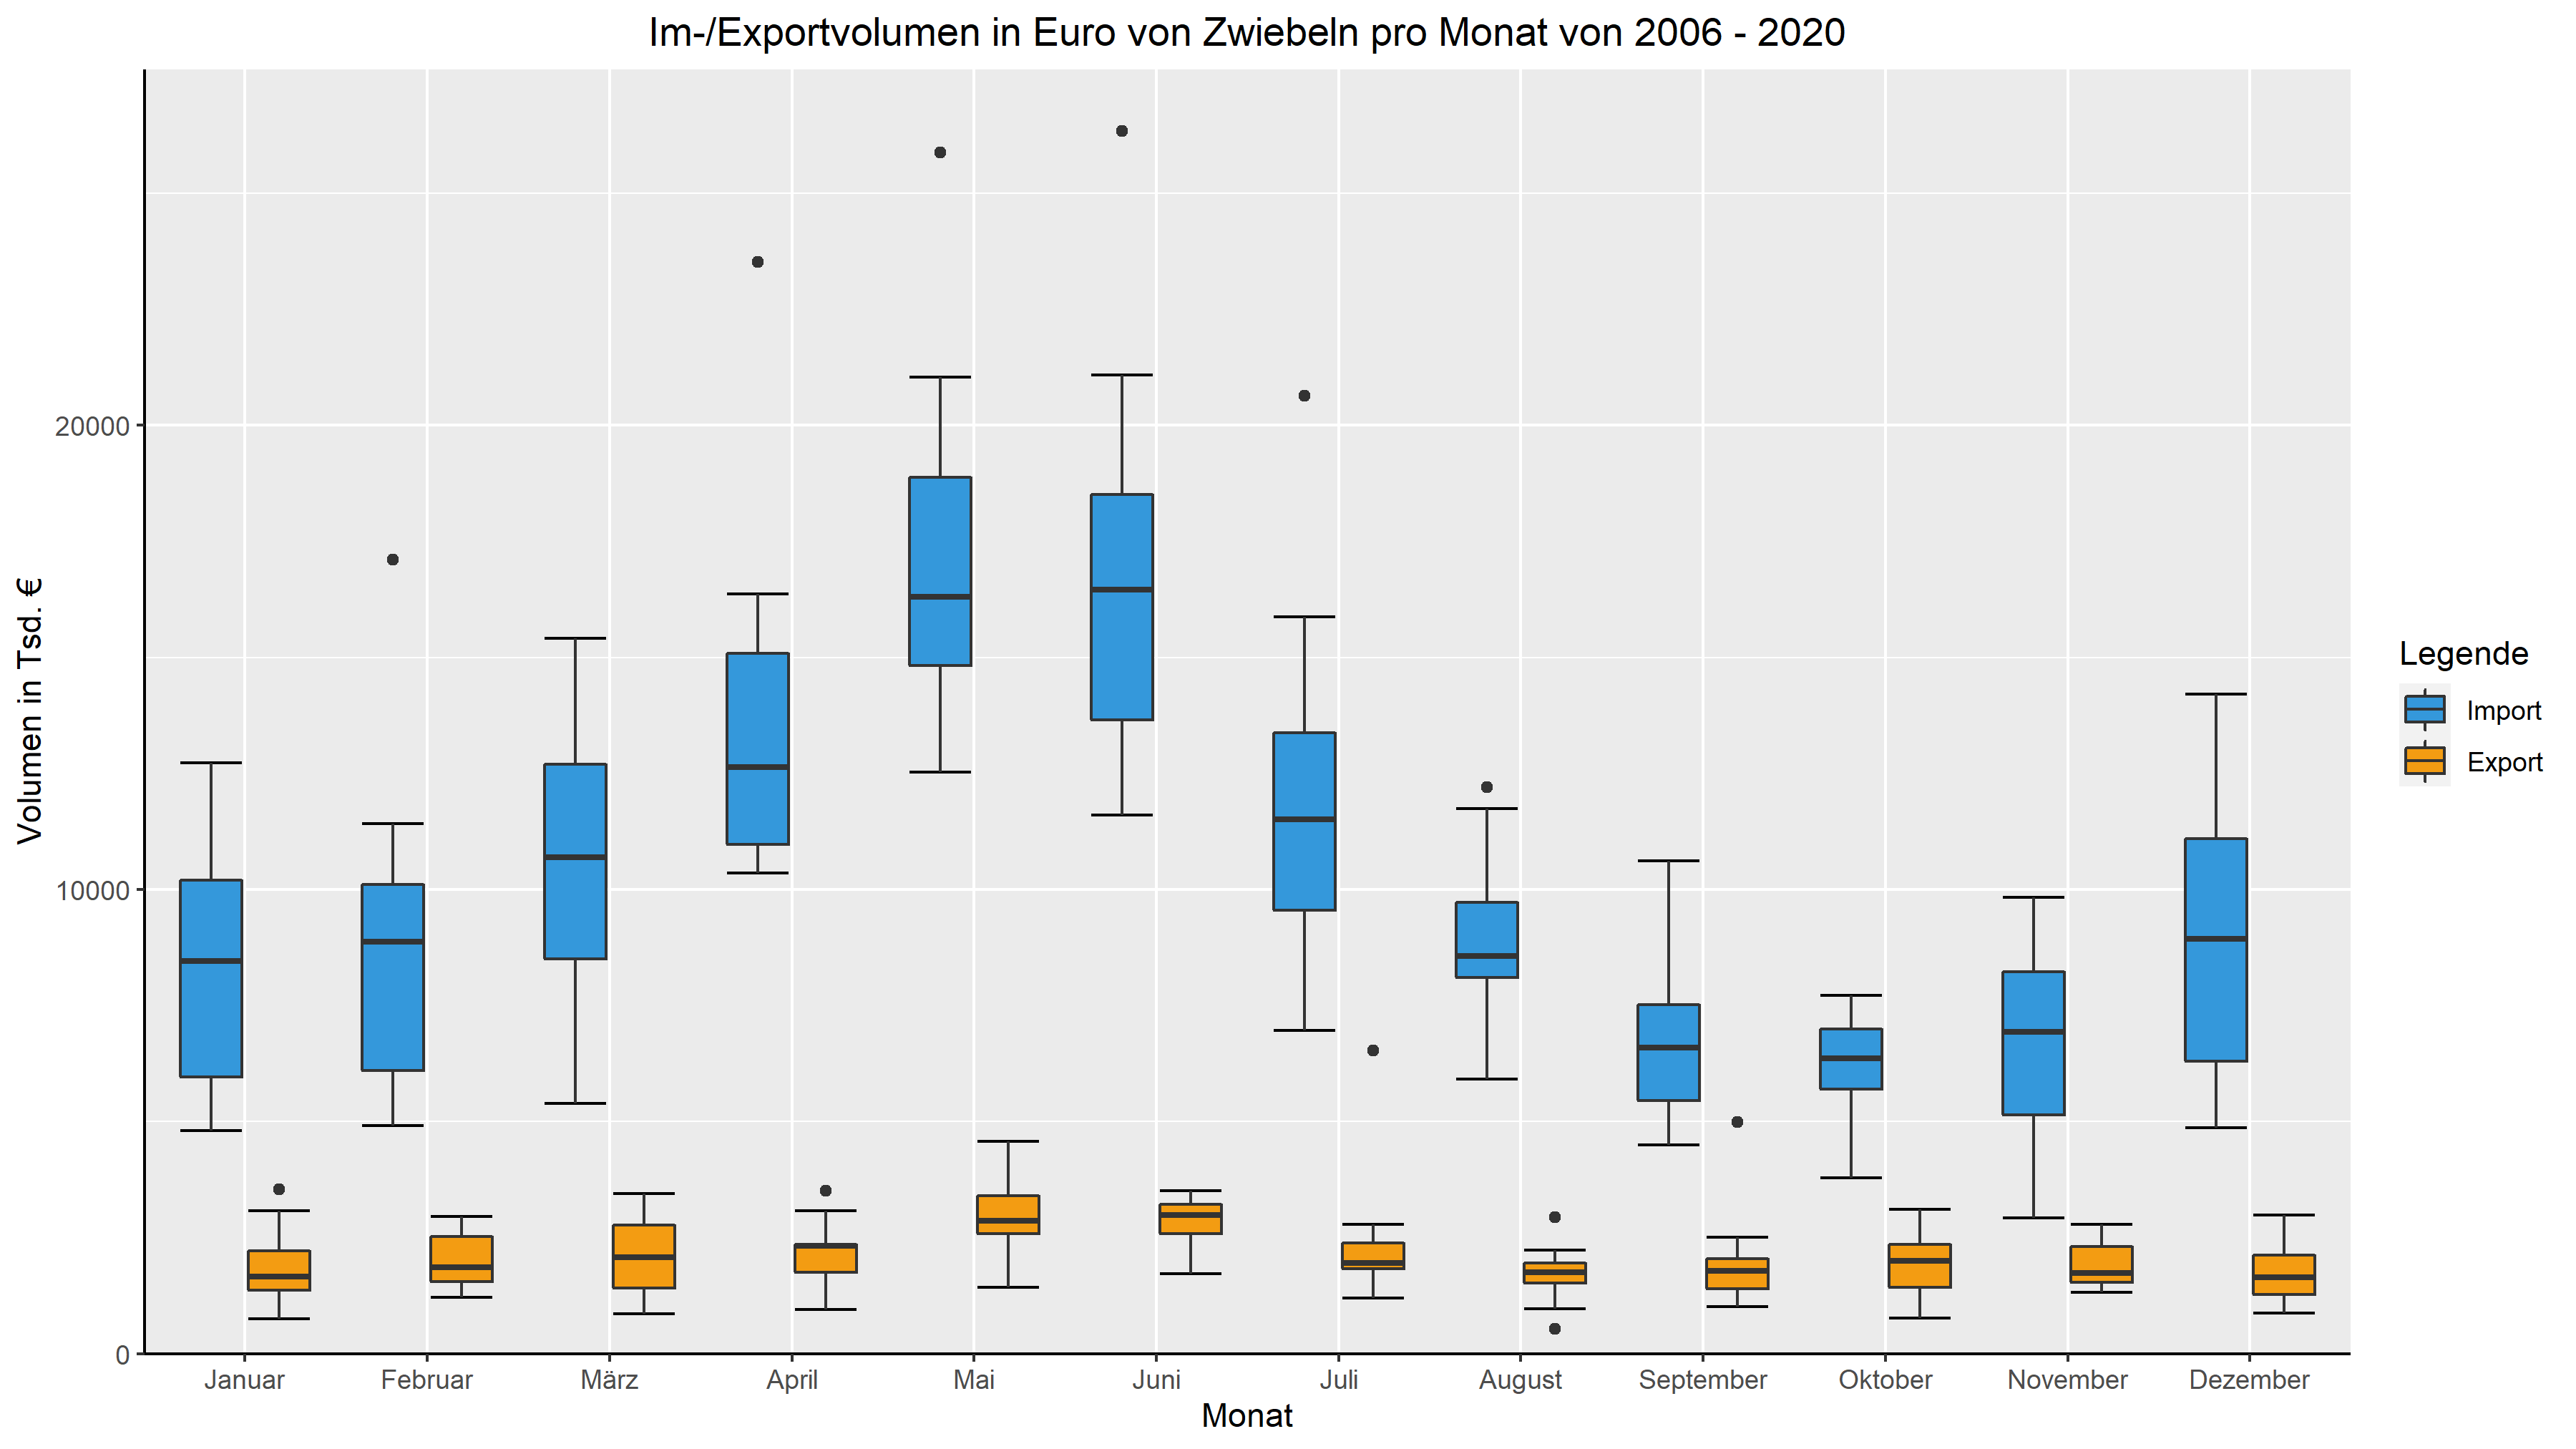 Im-/Exportvolumen in Euro von Zwiebeln pro Monat von 2006 - 2020
Volumen in Tsd. €
20000
10000
0
Januar Februar März April Mai Juni Juli August September Oktober November Dezember
Monat
Legende
Import
Export